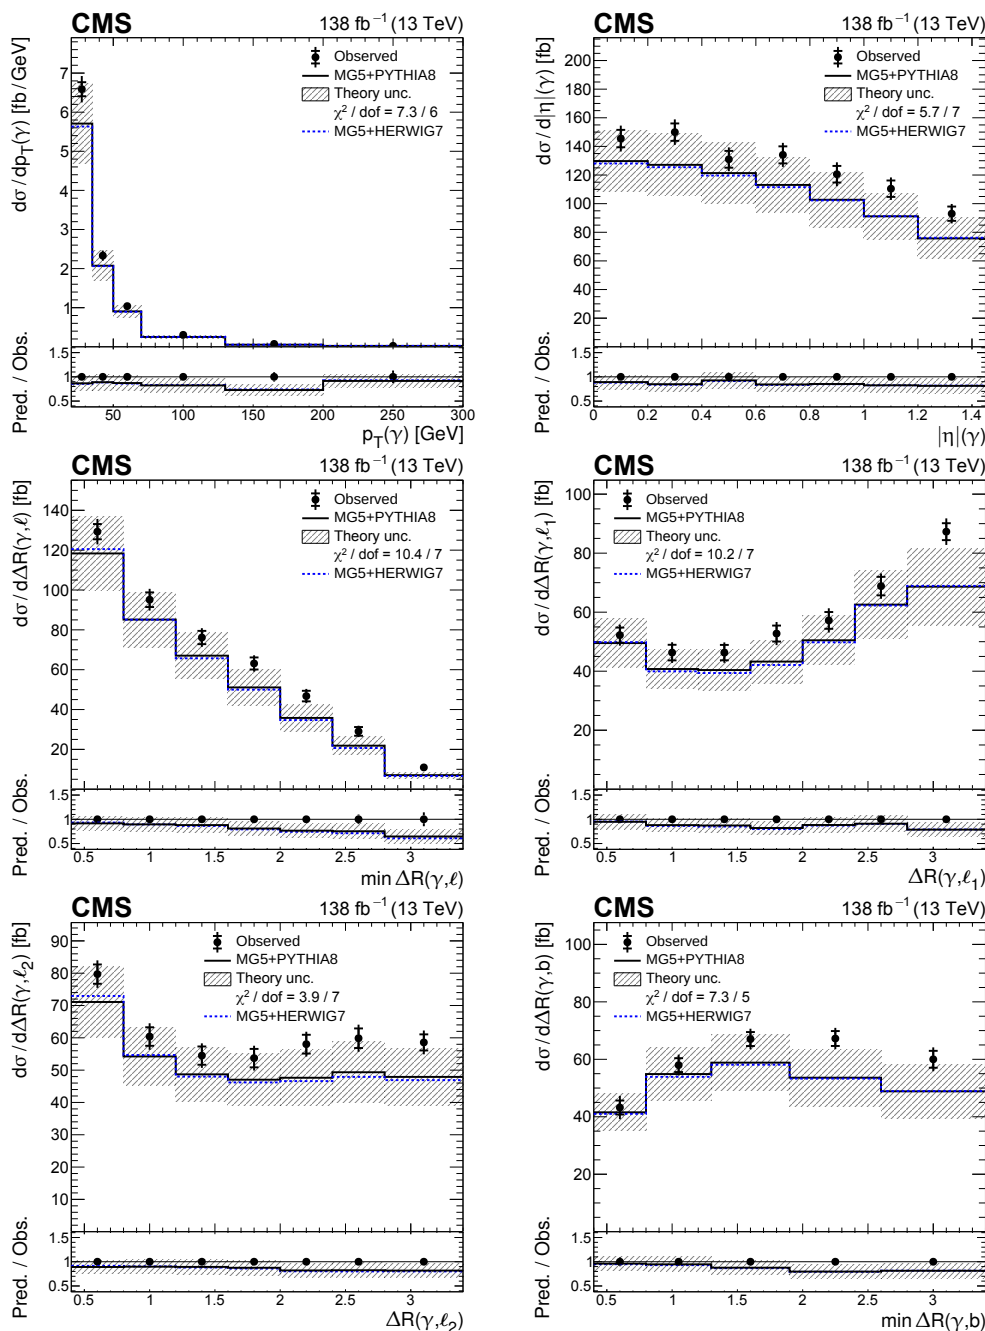 CMS 138 fb⁻¹ (13 TeV)
dσ / dp_T(γ) [fb / GeV]
7
6
5
4
3
2
1
Observed
MG5+PYTHIA8
Theory unc.
χ² / dof = 7.3 / 6
MG5+HERWIG7
Pred. / Obs.
1.5
1
0.5
50 100 150 200 250 300
p_T(γ) [GeV]
CMS 138 fb⁻¹ (13 TeV)
dσ / d|η|(γ) [fb]
200
180
160
140
120
100
80
60
40
20
Observed
MG5+PYTHIA8
Theory unc.
χ² / dof = 5.7 / 7
MG5+HERWIG7
Pred. / Obs.
1.5
1
0.5
0 0.2 0.4 0.6 0.8 1 1.2 1.4
|η|(γ)
CMS 138 fb⁻¹ (13 TeV)
dσ / dΔR(γ,ℓ) [fb]
140
120
100
80
60
40
20
Observed
MG5+PYTHIA8
Theory unc.
χ² / dof = 10.4 / 7
MG5+HERWIG7
Pred. / Obs.
1.5
1
0.5
0.5 1 1.5 2 2.5 3
min ΔR(γ,ℓ)
CMS 138 fb⁻¹ (13 TeV)
dσ / dΔR(γ,ℓ₁) [fb]
100
80
60
40
20
Observed
MG5+PYTHIA8
Theory unc.
χ² / dof = 10.2 / 7
MG5+HERWIG7
Pred. / Obs.
1.5
1
0.5
0.5 1 1.5 2 2.5 3
ΔR(γ,ℓ₁)
CMS 138 fb⁻¹ (13 TeV)
dσ / dΔR(γ,ℓ₂) [fb]
90
80
70
60
50
40
30
20
10
Observed
MG5+PYTHIA8
Theory unc.
χ² / dof = 3.9 / 7
MG5+HERWIG7
Pred. / Obs.
1.5
1
0.5
0.5 1 1.5 2 2.5 3
ΔR(γ,ℓ₂)
CMS 138 fb⁻¹ (13 TeV)
dσ / dΔR(γ,b) [fb]
100
80
60
40
20
Observed
MG5+PYTHIA8
Theory unc.
χ² / dof = 7.3 / 5
MG5+HERWIG7
Pred. / Obs.
1.5
1
0.5
0.5 1 1.5 2 2.5 3
min ΔR(γ,b)